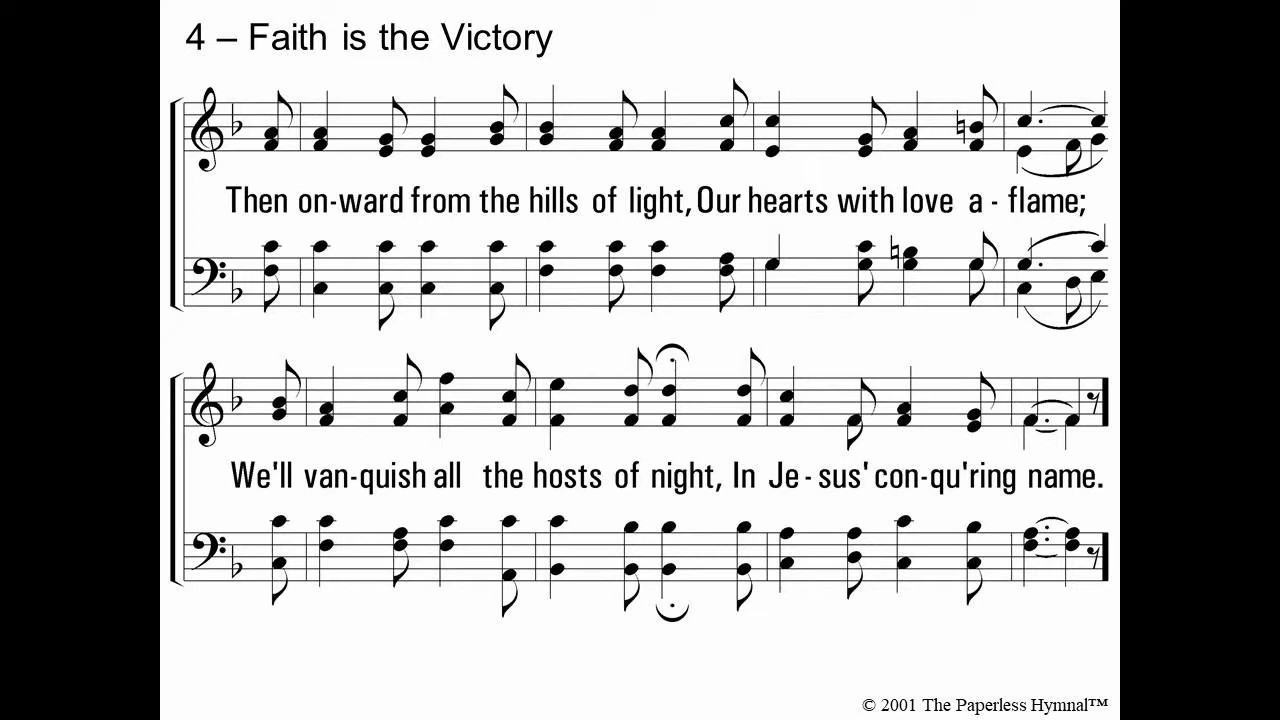 4 – Faith is the Victory
Then on-ward from the hills of light, Our hearts with love a - flame;
We'll van-quish all the hosts of night, In Je - sus' con-qu'ring name.
© 2001 The Paperless Hymnal™